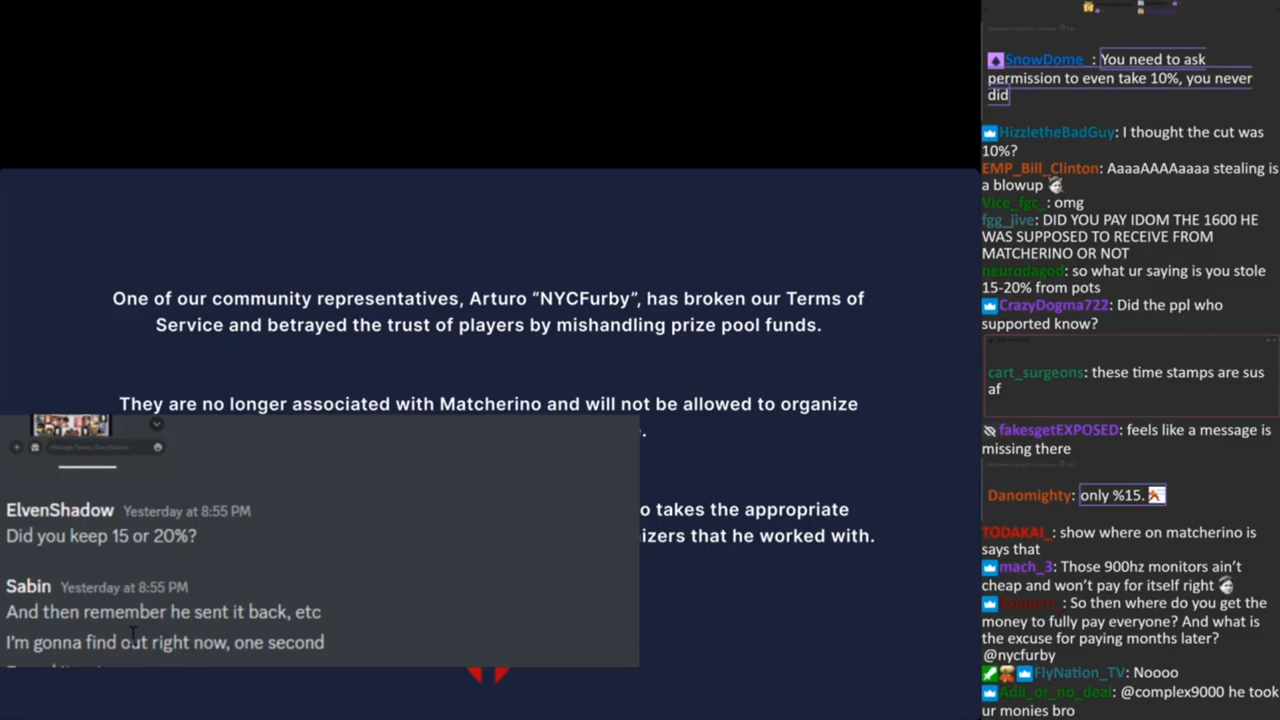 One of our community representatives, Arturo “NYCFurby”, has broken our Terms of
Service and betrayed the trust of players by mishandling prize pool funds.
They are no longer associated with Matcherino and will not be allowed to organize
.
o takes the appropriate
izers that he worked with.
ElvenShadow Yesterday at 8:55 PM
Did you keep 15 or 20%?
Sabin Yesterday at 8:55 PM
And then remember he sent it back, etc
I'm gonna find out right now, one second
SnowDome_: You need to ask
permission to even take 10%, you never
did
HizzletheBadGuy: I thought the cut was
10%?
EMP_Bill_Clinton: AaaaAAAAaaaa stealing is
a blowup
Vice_fgc_: omg
fgg_jive: DID YOU PAY IDOM THE 1600 HE
WAS SUPPOSED TO RECEIVE FROM
MATCHERINO OR NOT
neurodagod: so what ur saying is you stole
15-20% from pots
CrazyDogma722: Did the ppl who
supported know?
cart_surgeons: these time stamps are sus
af
fakesgetEXPOSED: feels like a message is
missing there
Danomighty: only %15.
TODAKAI_: show where on matcherino is
says that
mach_3: Those 900hz monitors ain't
cheap and won't pay for itself right
: So then where do you get the
money to fully pay everyone? And what is
the excuse for paying months later?
@nycfurby
FlyNation_TV: Noooo
Adil_or_no_deal: @complex9000 he took
ur monies bro